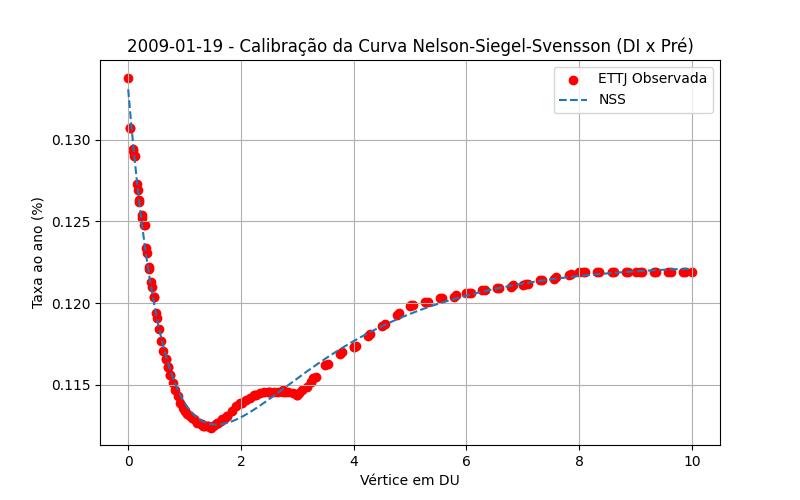 2009-01-19 - Calibração da Curva Nelson-Siegel-Svensson (DI x Pré)
ETTJ Observada
NSS
0.130
0.125
0.120
0.115
Taxa ao ano (%)
0 2 4 6 8 10
Vértice em DU